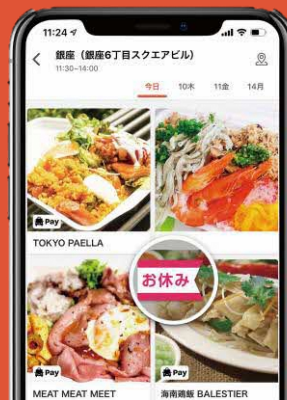 11:24
銀座（銀座6丁目スクエアビル）
11:30~14:00
今日 10木 11金 14月
Pay
TOKYO PAELLA
お休み
Pay
Pay
MEAT MEAT MEET
海南鶏飯 BALESTIER